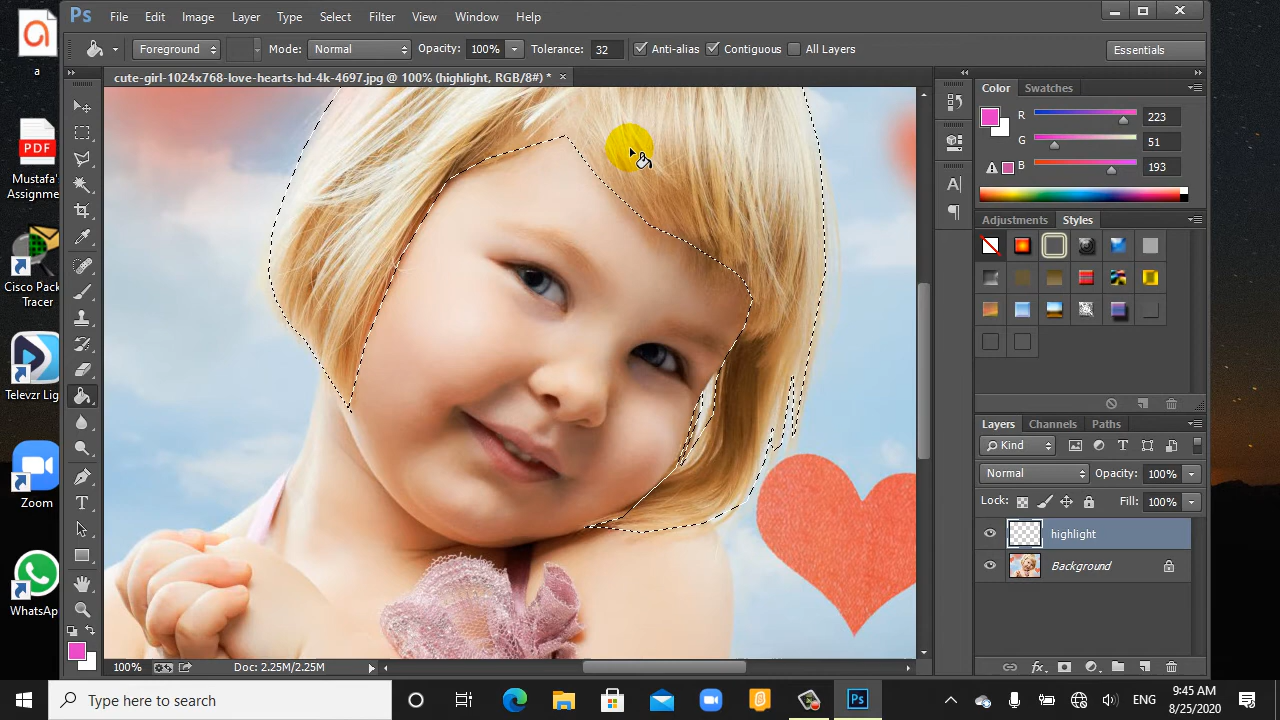 a
PDF
Mustafa'
Assignme
Cisco Pack
Tracer
Televzr Lig
Zoom
WhatsAp
Ps File Edit Image Layer Type Select Filter View Window Help
Foreground Mode: Normal Opacity: 100% Tolerance: 32 Anti-alias Contiguous All Layers Essentials
cute-girl-1024x768-love-hearts-hd-4k-4697.jpg @ 100% (highlight, RGB/8#) * ×
Color Swatches
R 223
G 51
B 193
Adjustments Styles
Layers Channels Paths
Kind
Normal Opacity: 100%
Lock: Fill: 100%
highlight
Background
fx
100% Doc: 2.25M/2.25M
Type here to search
Ps
ENG
9:45 AM
8/25/2020